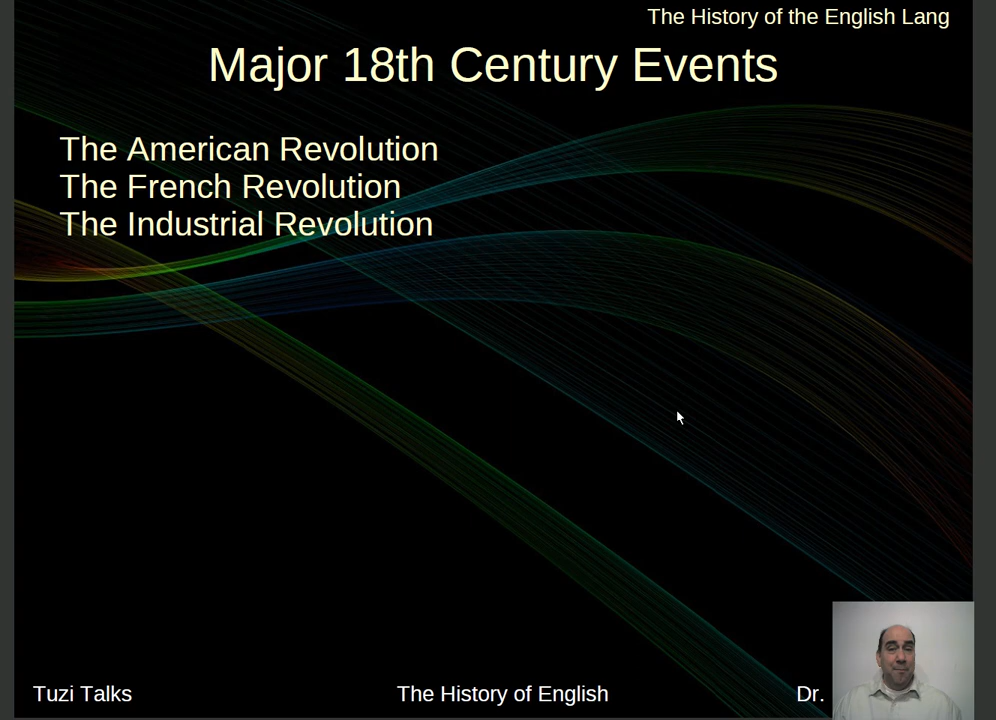 The History of the English Lang
Major 18th Century Events
The American Revolution
The French Revolution
The Industrial Revolution
Tuzi Talks
The History of English
Dr.